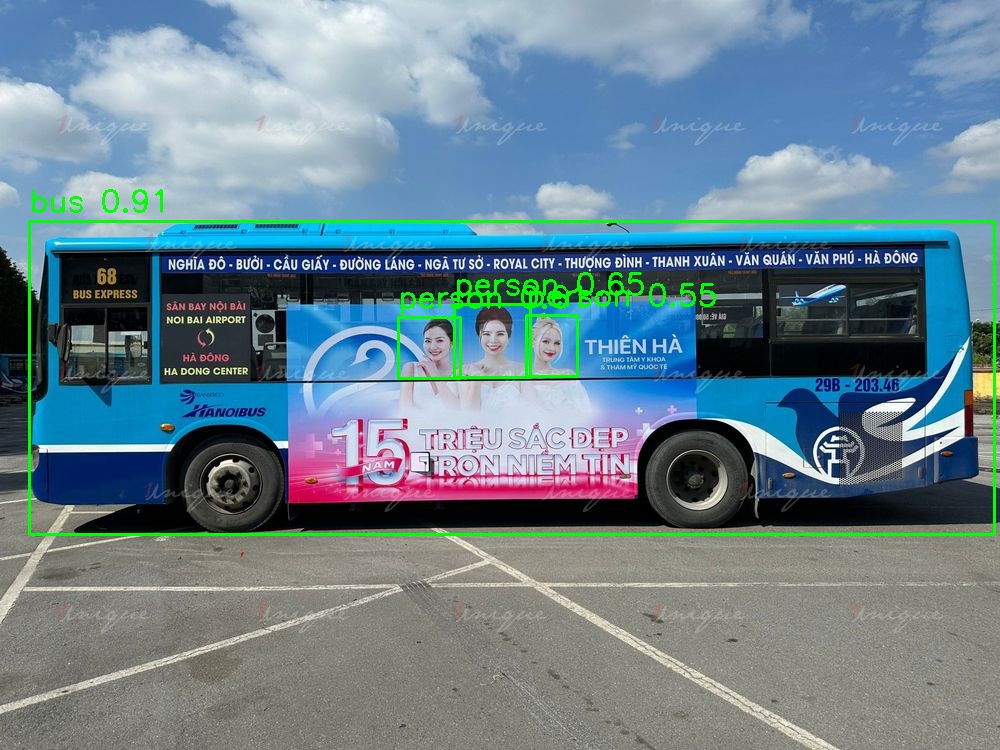 bus 0.91
NGHĨA ĐÔ - BƯỞI - CẦU GIẤY - ĐƯỜNG LÁNG - NGÃ TƯ SỞ - ROYAL CITY - THƯỢNG ĐÌNH - THANH XUÂN - VĂN QUÁN - VĂN PHÚ - HÀ ĐÔNG
68
BUS EXPRESS
SÂN BAY NỘI BÀI
NOI BAI AIRPORT
HÀ ĐÔNG
HA DONG CENTER
person 0.65
person
person 0.55
THIÊN HÀ
TRUNG TÂM Y KHOA
& THẨM MỸ QUỐC TẾ
29B - 203.46
TRANSERCO
HANOIBUS
15
NĂM
TRIỆU SẮC ĐẸP
TRỌN NIỀM TIN
Unique